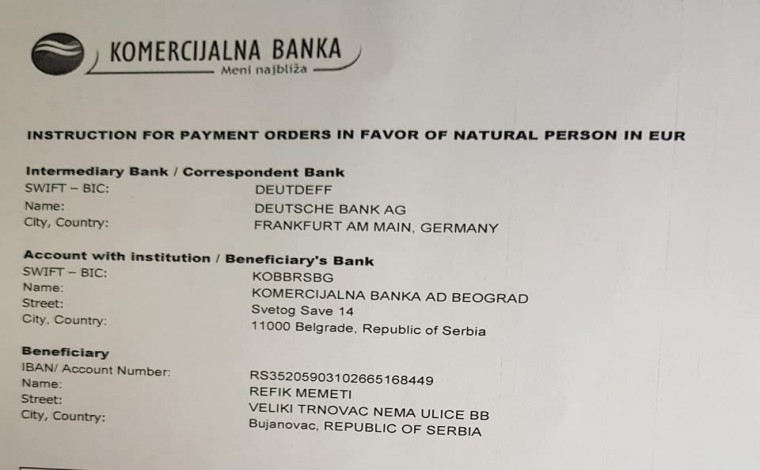 KOMERCIJALNA BANKA
Meni najbliža
INSTRUCTION FOR PAYMENT ORDERS IN FAVOR OF NATURAL PERSON IN EUR
Intermediary Bank / Correspondent Bank
SWIFT – BIC: DEUTDEFF
Name: DEUTSCHE BANK AG
City, Country: FRANKFURT AM MAIN, GERMANY
Account with institution / Beneficiary's Bank
SWIFT – BIC: KOBBRSBG
Name: KOMERCIJALNA BANKA AD BEOGRAD
Street: Svetog Save 14
City, Country: 11000 Belgrade, Republic of Serbia
Beneficiary
IBAN/ Account Number: RS35205903102665168449
Name: REFIK MEMETI
Street: VELIKI TRNOVAC NEMA ULICE BB
City, Country: Bujanovac, REPUBLIC OF SERBIA